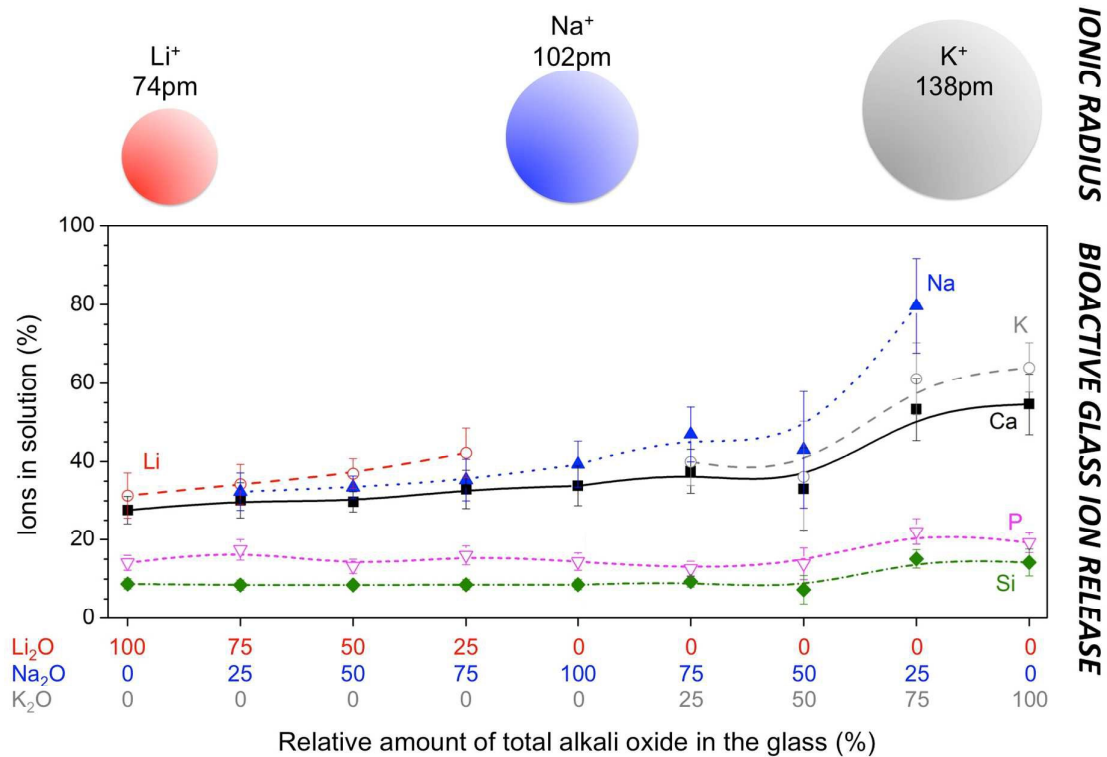 Li⁺
74pm
Na⁺
102pm
K⁺
138pm
IONIC RADIUS
BIOACTIVE GLASS ION RELEASE
Ions in solution (%)
100
80
60
40
20
0
Li
Na
K
Ca
P
Si
Li₂O 100 75 50 25 0 0 0 0 0
Na₂O 0 25 50 75 100 75 50 25 0
K₂O 0 0 0 0 0 25 50 75 100
Relative amount of total alkali oxide in the glass (%)